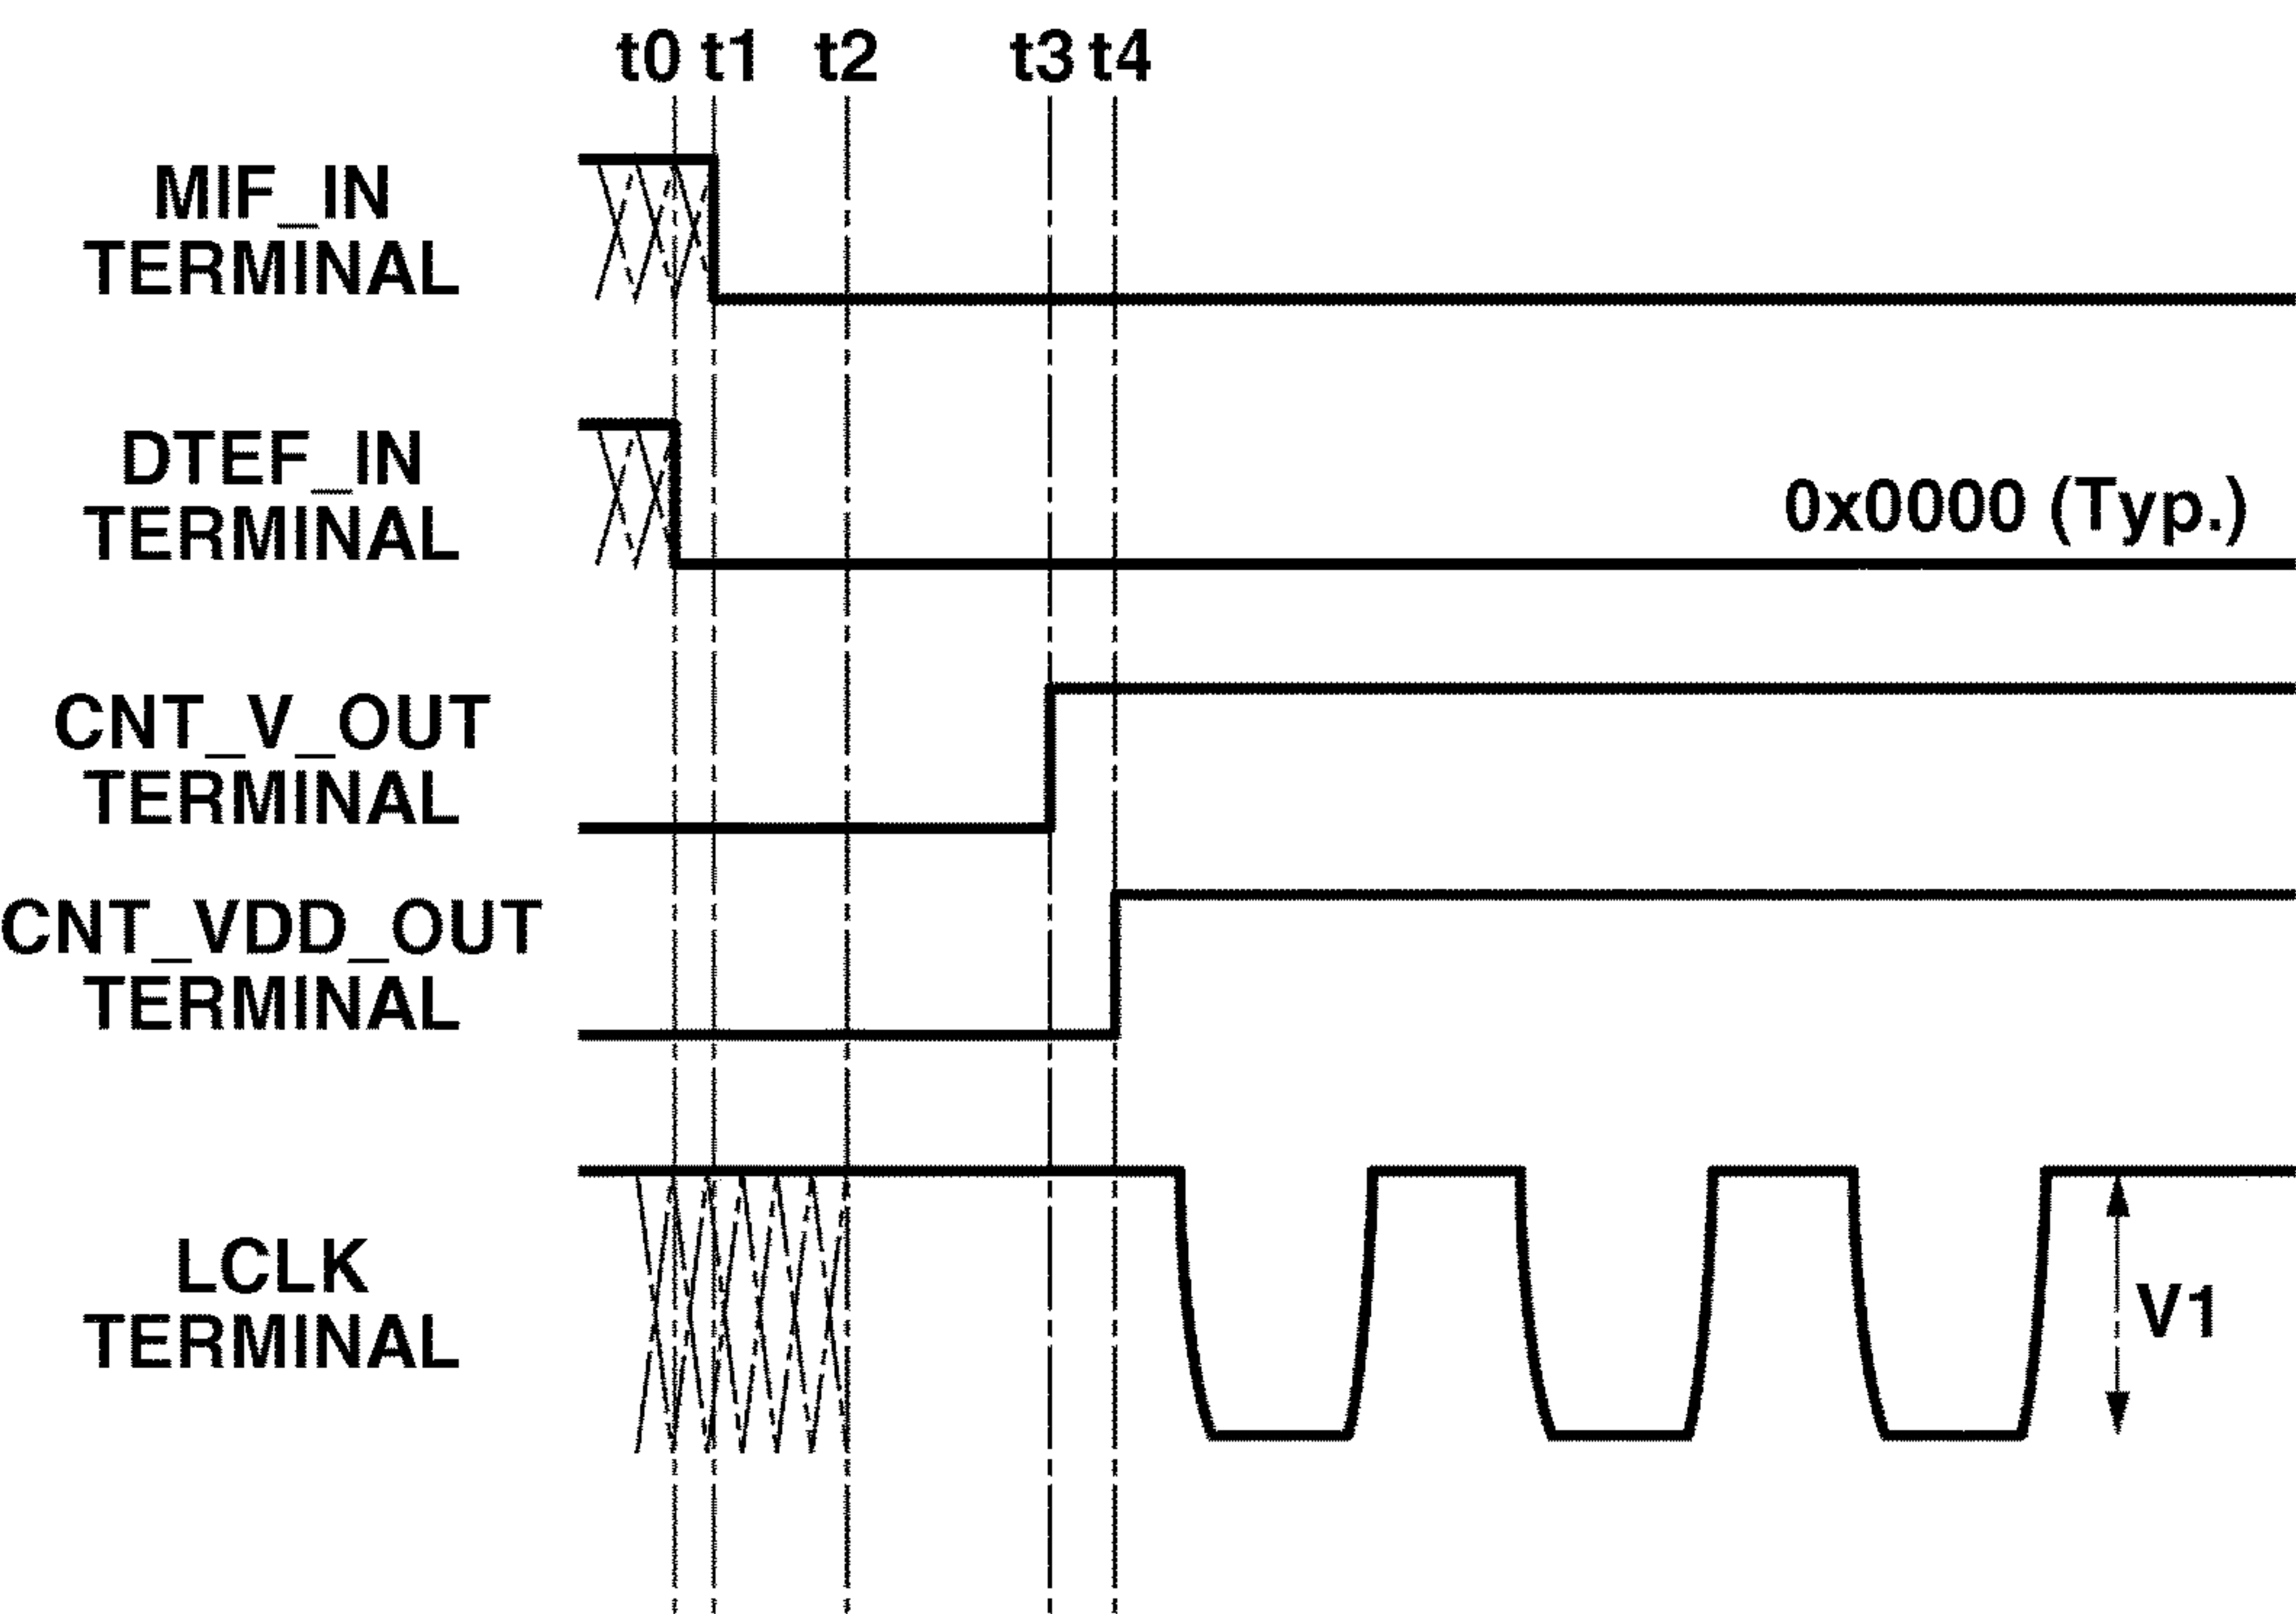 t0 t1 t2 t3 t4
MIF_IN
TERMINAL
DTEF_IN
TERMINAL
0x0000 (Typ.)
CNT_V_OUT
TERMINAL
CNT_VDD_OUT
TERMINAL
LCLK
TERMINAL
V1